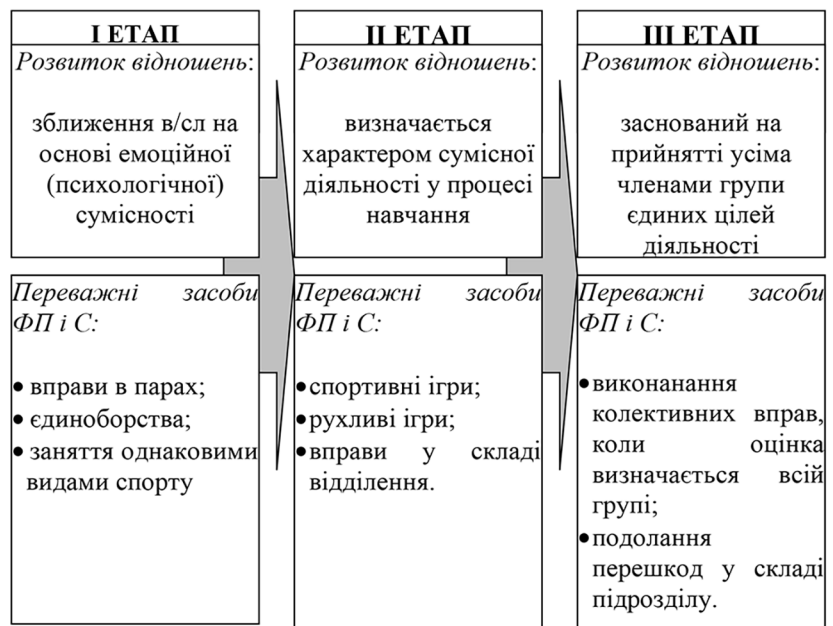 І ЕТАП
Розвиток відношень:
зближення в/сл на
основі емоційної
(психологічної)
сумісності
Переважні засоби
ФП і С:
• вправи в парах;
• єдиноборства;
• заняття однаковими
видами спорту
ІІ ЕТАП
Розвиток відношень:
визначається
характером сумісної
діяльності у процесі
навчання
Переважні засоби
ФП і С:
•спортивні ігри;
•рухливі ігри;
•вправи у складі
відділення.
ІІІ ЕТАП
Розвиток відношень:
заснований на
прийнятті усіма
членами групи
єдиних цілей
діяльності
Переважні засоби
ФП і С:
•виконанання
колективних вправ,
коли оцінка
визначається всій
групі;
•подолання
перешкод у складі
підрозділу.